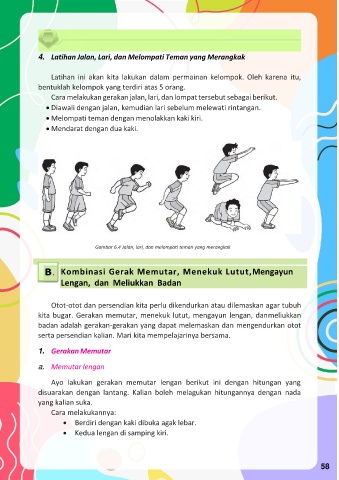 4. Latihan Jalan, Lari, dan Melompati Teman yang Merangkak
Latihan ini akan kita lakukan dalam permainan kelompok. Oleh karena itu,
bentuklah kelompok yang terdiri atas 5 orang.
Cara melakukan gerakan jalan, lari, dan lompat tersebut sebagai berikut.
• Diawali dengan jalan, kemudian lari sebelum melewati rintangan.
• Melompati teman dengan menolakkan kaki kiri.
• Mendarat dengan dua kaki.
Gambar 6.4 Jalan, lari, dan melompati teman yang merangkak
B. Kombinasi Gerak Memutar, Menekuk Lutut,Mengayun
Lengan, dan Meliukkan Badan
Otot-otot dan persendian kita perlu dikendurkan atau dilemaskan agar tubuh
kita bugar. Gerakan memutar, menekuk lutut, mengayun lengan, danmeliukkan
badan adalah gerakan-gerakan yang dapat melemaskan dan mengendurkan otot
serta persendian kalian. Mari kita mempelajarinya bersama.
1. Gerakan Memutar
a. Memutar lengan
Ayo lakukan gerakan memutar lengan berikut ini dengan hitungan yang
disuarakan dengan lantang. Kalian boleh melagukan hitungannya dengan nada
yang kalian suka.
Cara melakukannya:
• Berdiri dengan kaki dibuka agak lebar.
• Kedua lengan di samping kiri.
58